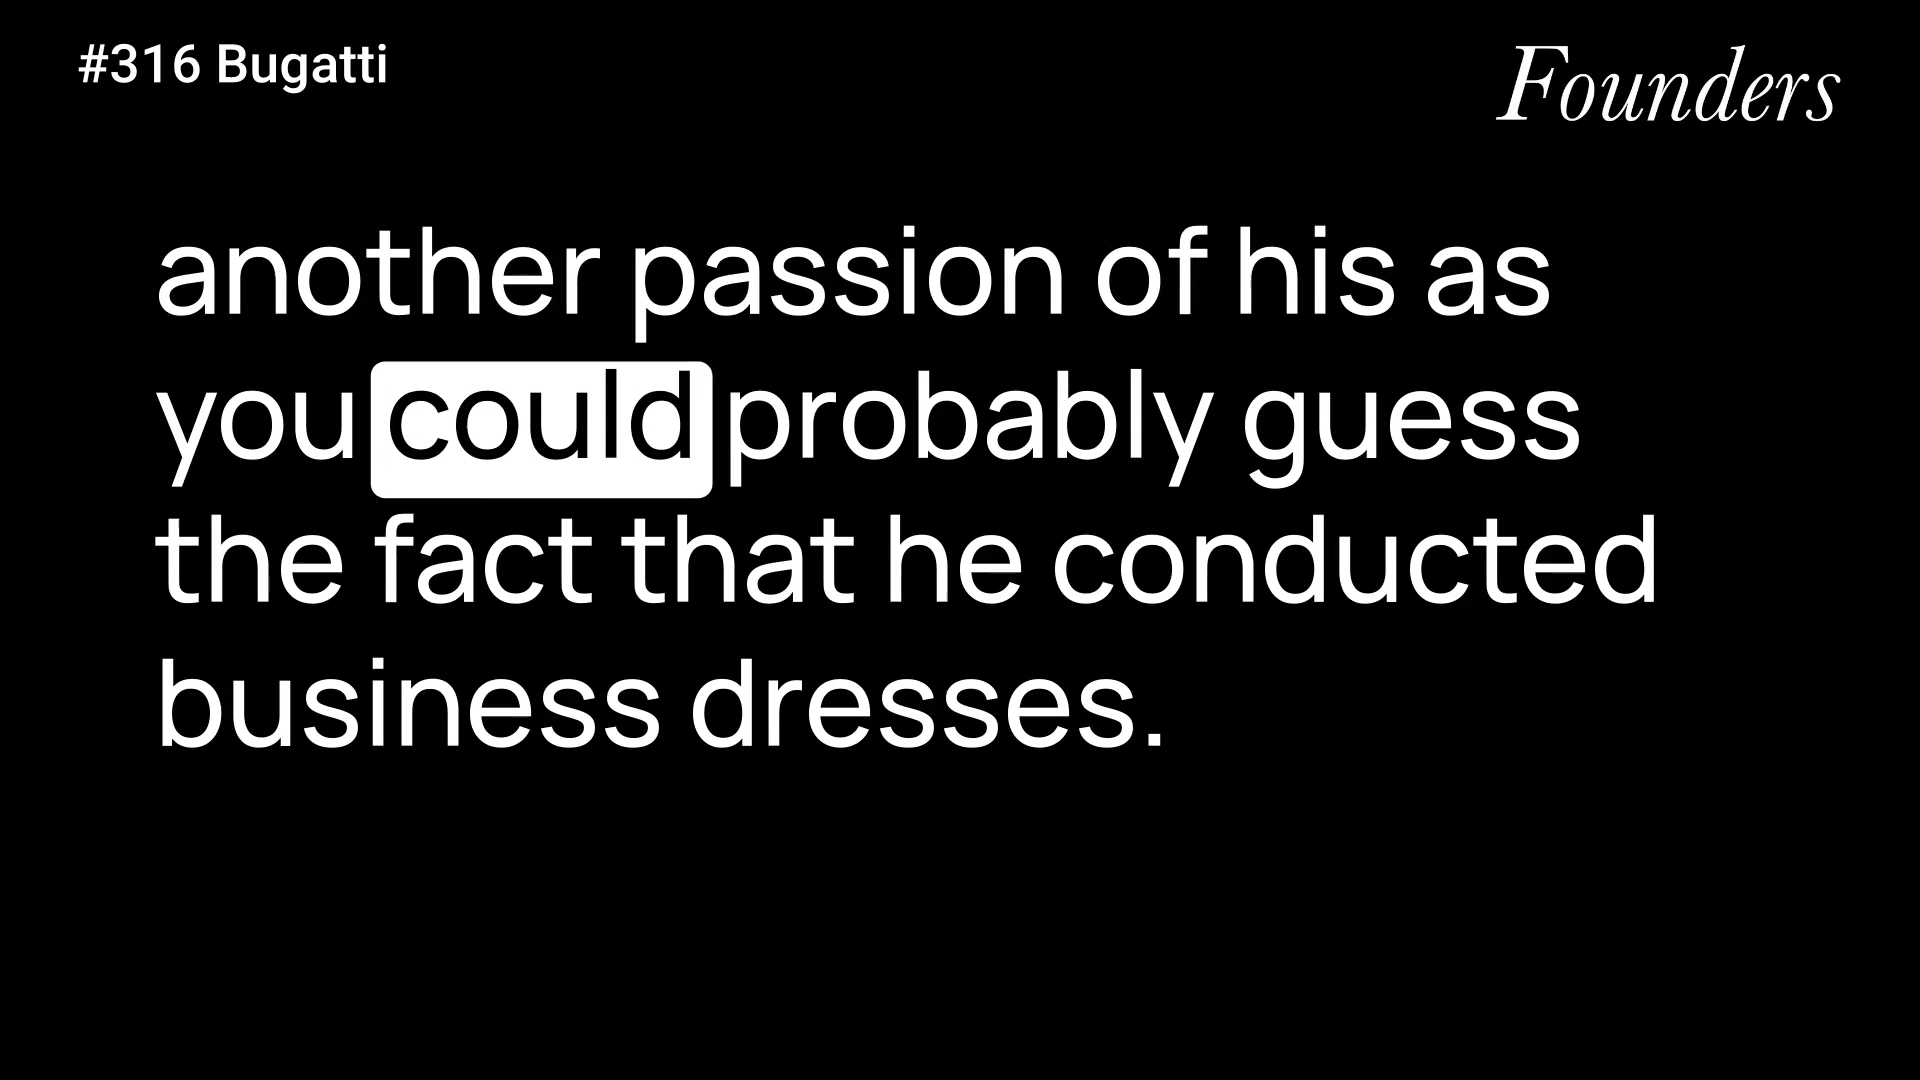 #316 Bugatti
Founders
another passion of his as
you could probably guess
the fact that he conducted
business dresses.